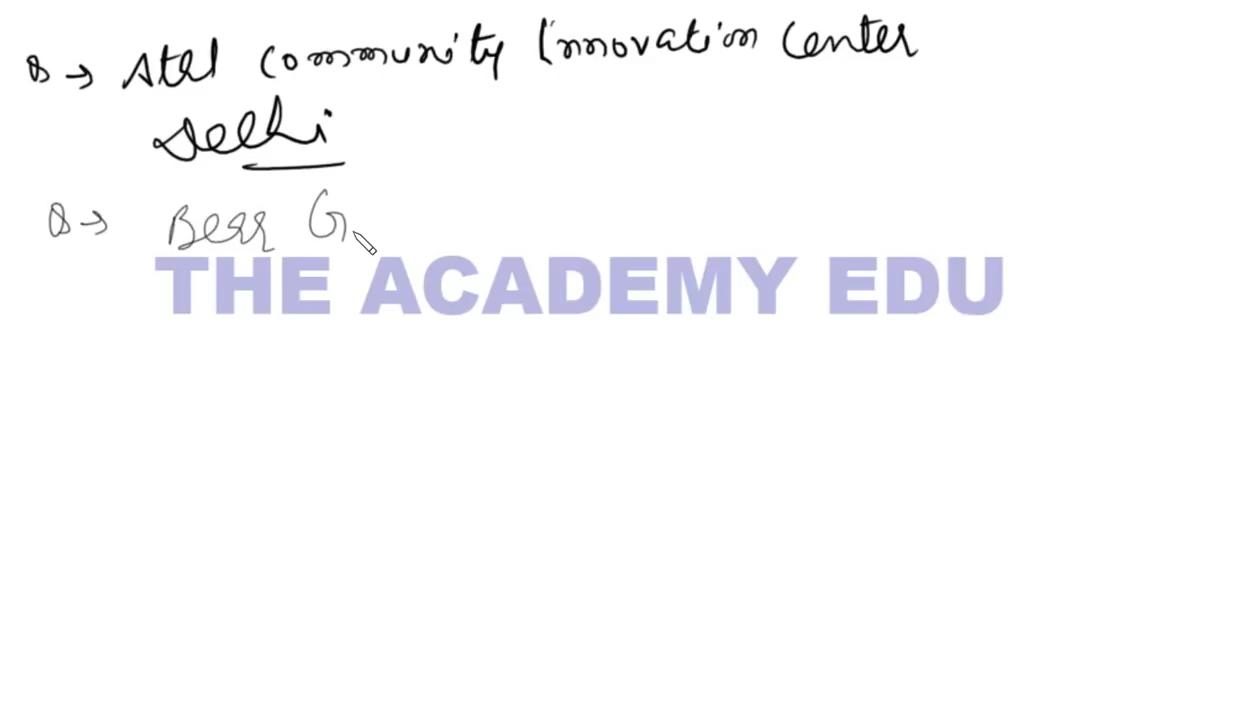 Q → Atal Community Innovation Center
Delhi
Q → Bear G
THE ACADEMY EDU